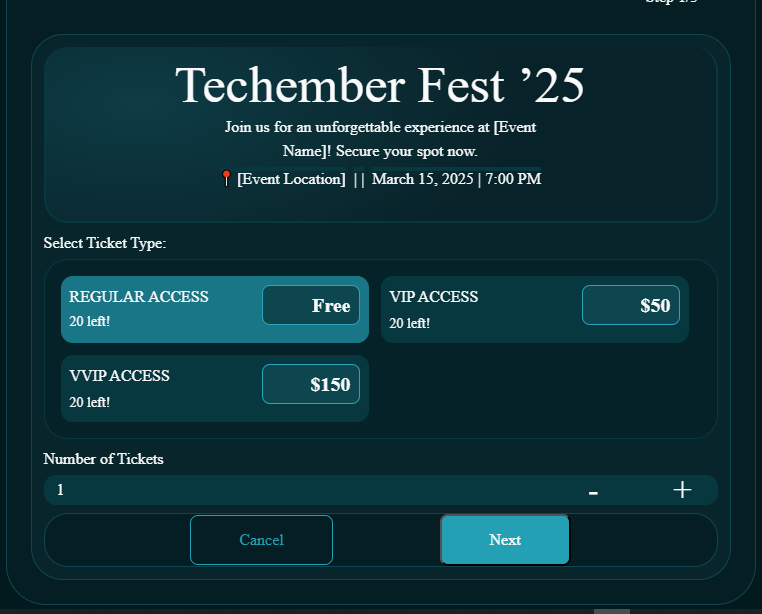 Step 1/3
Techember Fest ’25
Join us for an unforgettable experience at [Event
Name]! Secure your spot now.
📍 [Event Location] || March 15, 2025 | 7:00 PM
Select Ticket Type:
REGULAR ACCESS
Free
20 left!
VIP ACCESS
$50
20 left!
VVIP ACCESS
$150
20 left!
Number of Tickets
1 - +
Cancel Next